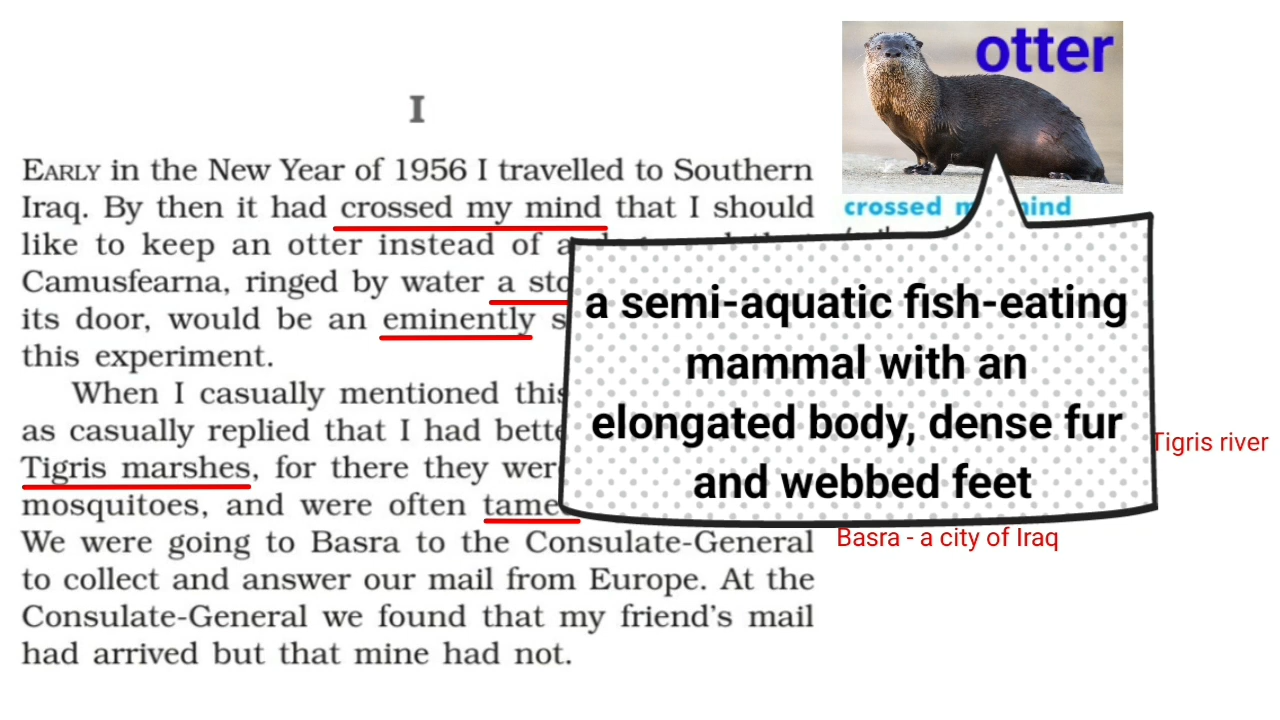 I
EARLY in the New Year of 1956 I travelled to Southern
Iraq. By then it had crossed my mind that I should
like to keep an otter instead of a
Camusfearna, ringed by water a
its door, would be an eminently
this experiment.
When I casually mentioned this
as casually replied that I had
Tigris marshes, for there they
mosquitoes, and were often
We were going to Basra to the Consulate-General
to collect and answer our mail from Europe. At the
Consulate-General we found that my friend's mail
had arrived but that mine had not.
otter
crossed
a semi-aquatic fish-eating
mammal with an
elongated body, dense fur
and webbed feet
Tigris river
Basra - a city of Iraq